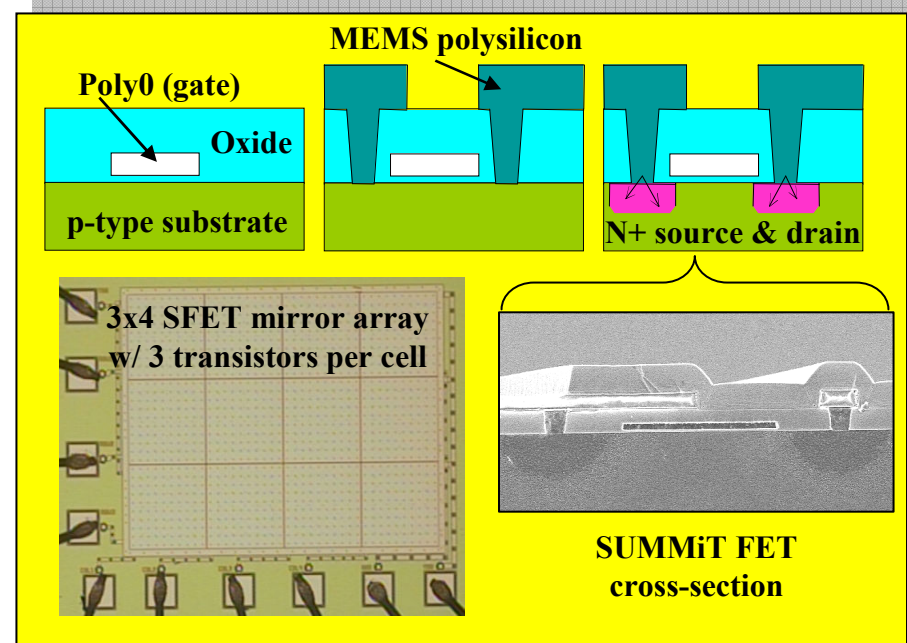 MEMS polysilicon
Poly0 (gate)
Oxide
p-type substrate
N+ source & drain
3x4 SFET mirror array
w/ 3 transistors per cell
SUMMiT FET
cross-section